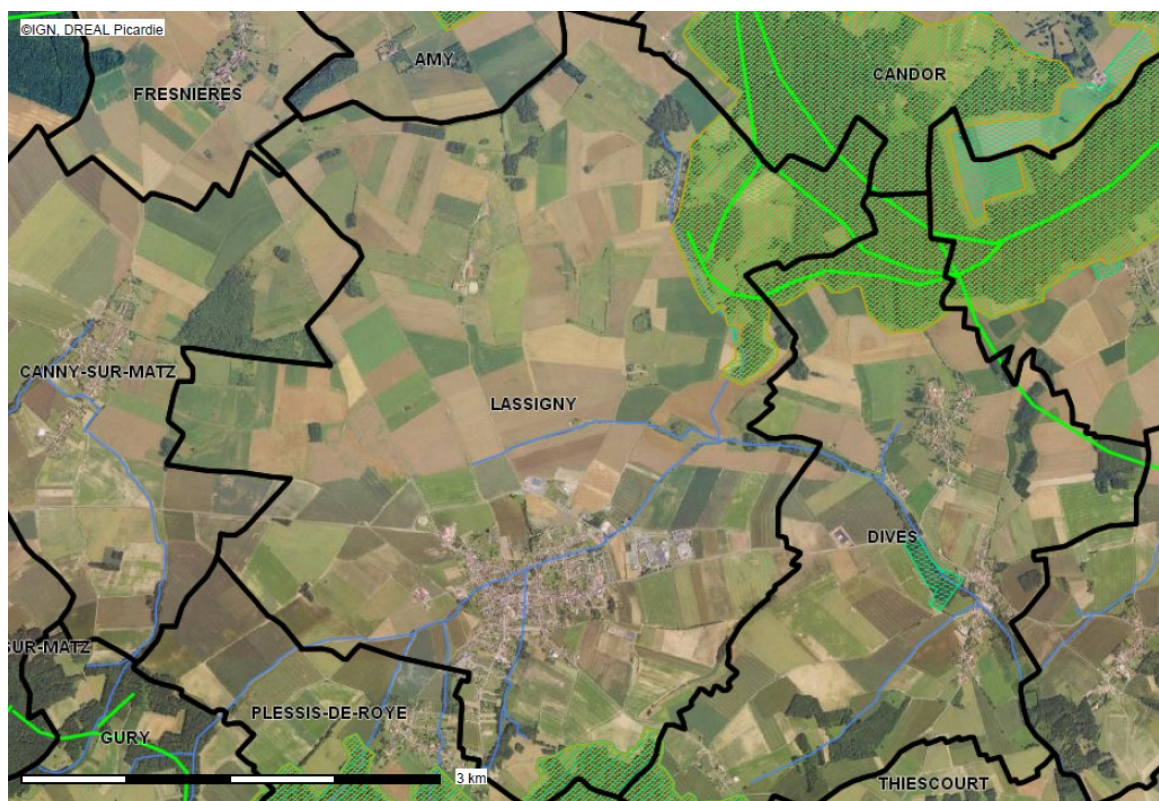 ©IGN, DREAL Picardie
AMY
CANDOR
FRESNIERES
CANNY-SUR-MATZ
LASSIGNY
DIVES
SUR-MATZ
PLESSIS-DE-ROYE
GURY
3 km
THIESCOURT